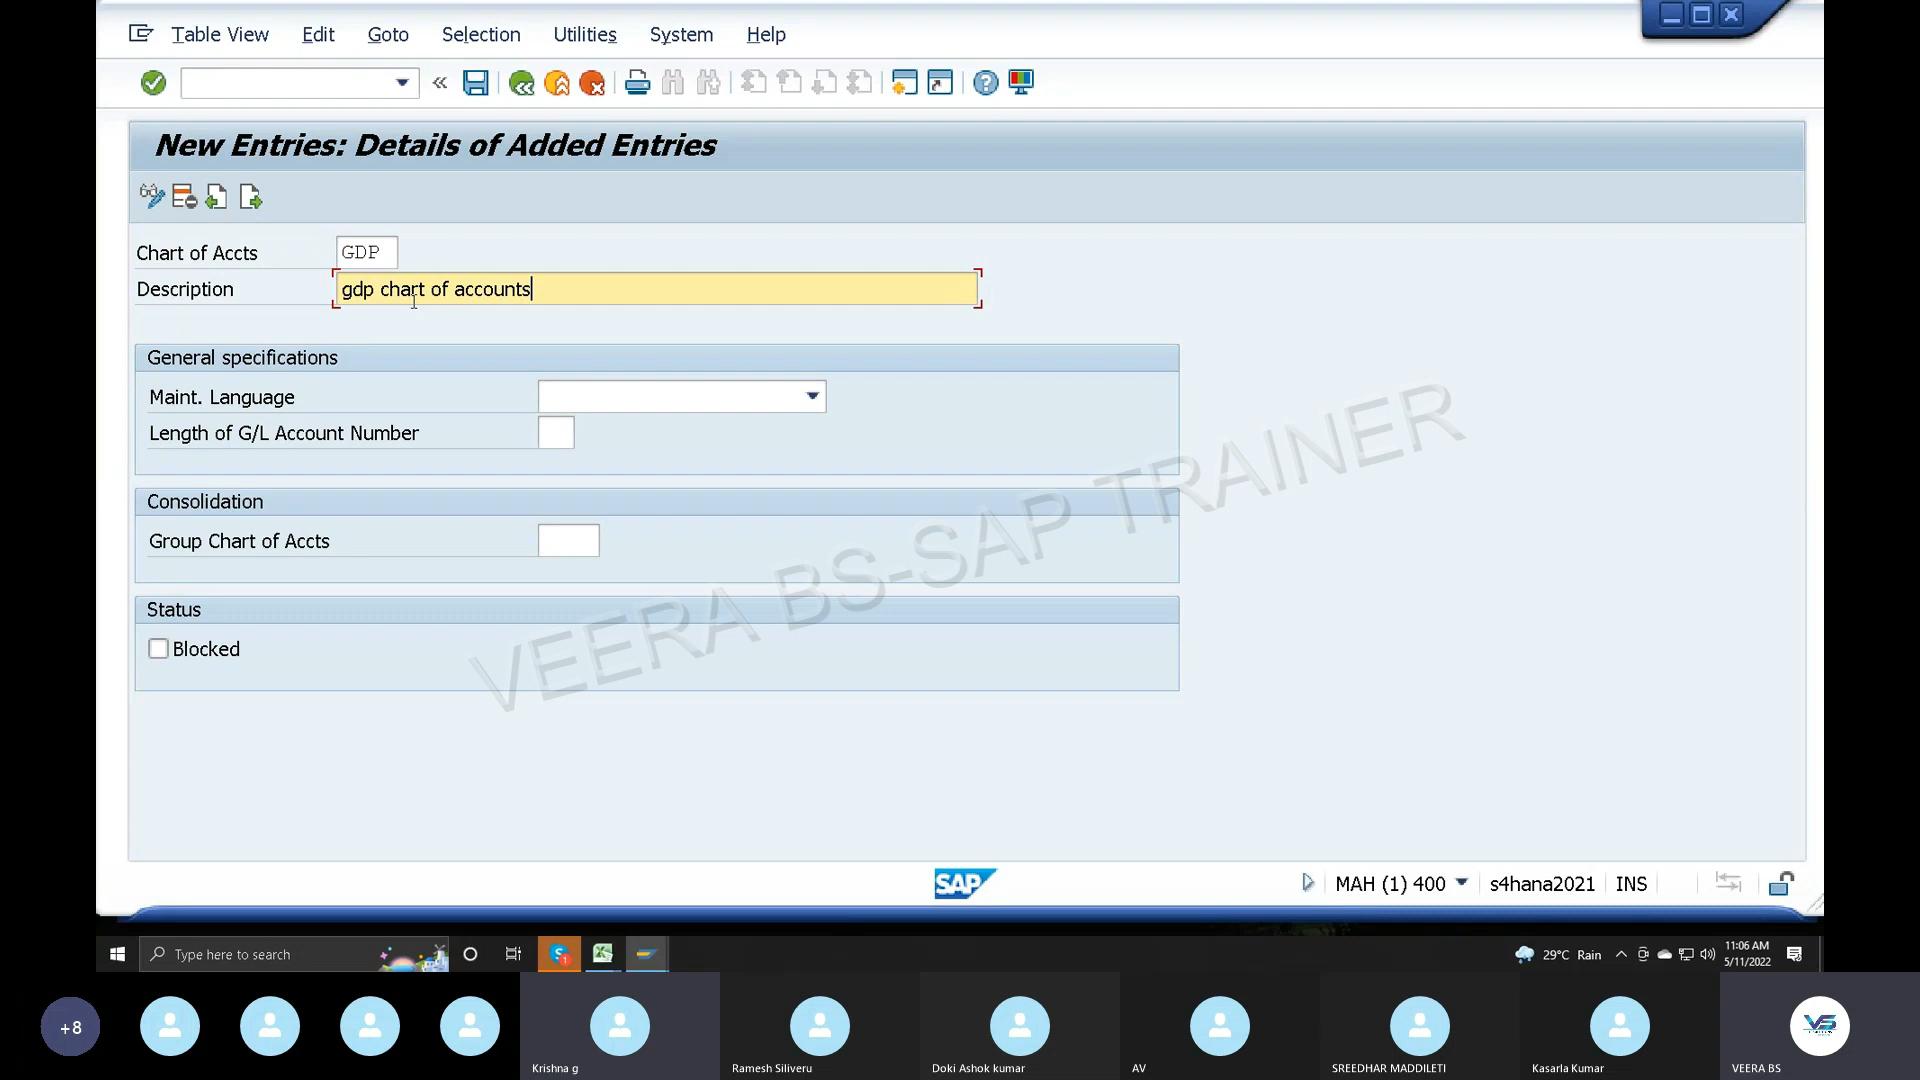 Table View Edit Goto Selection Utilities System Help
New Entries: Details of Added Entries
Chart of Accts GDP
Description gdp chart of accounts
General specifications
Maint. Language
Length of G/L Account Number
Consolidation
Group Chart of Accts
Status
Blocked
VEERA BS-SAP TRAINER
SAP MAH (1) 400 s4hana2021 INS
Type here to search S 1 29°C Rain 11:06 AM
5/11/2022
+8 VS
Krishna g Ramesh Siliveru Doki Ashok kumar AV SREEDHAR MADDILETI Kasarla Kumar VEERA BS